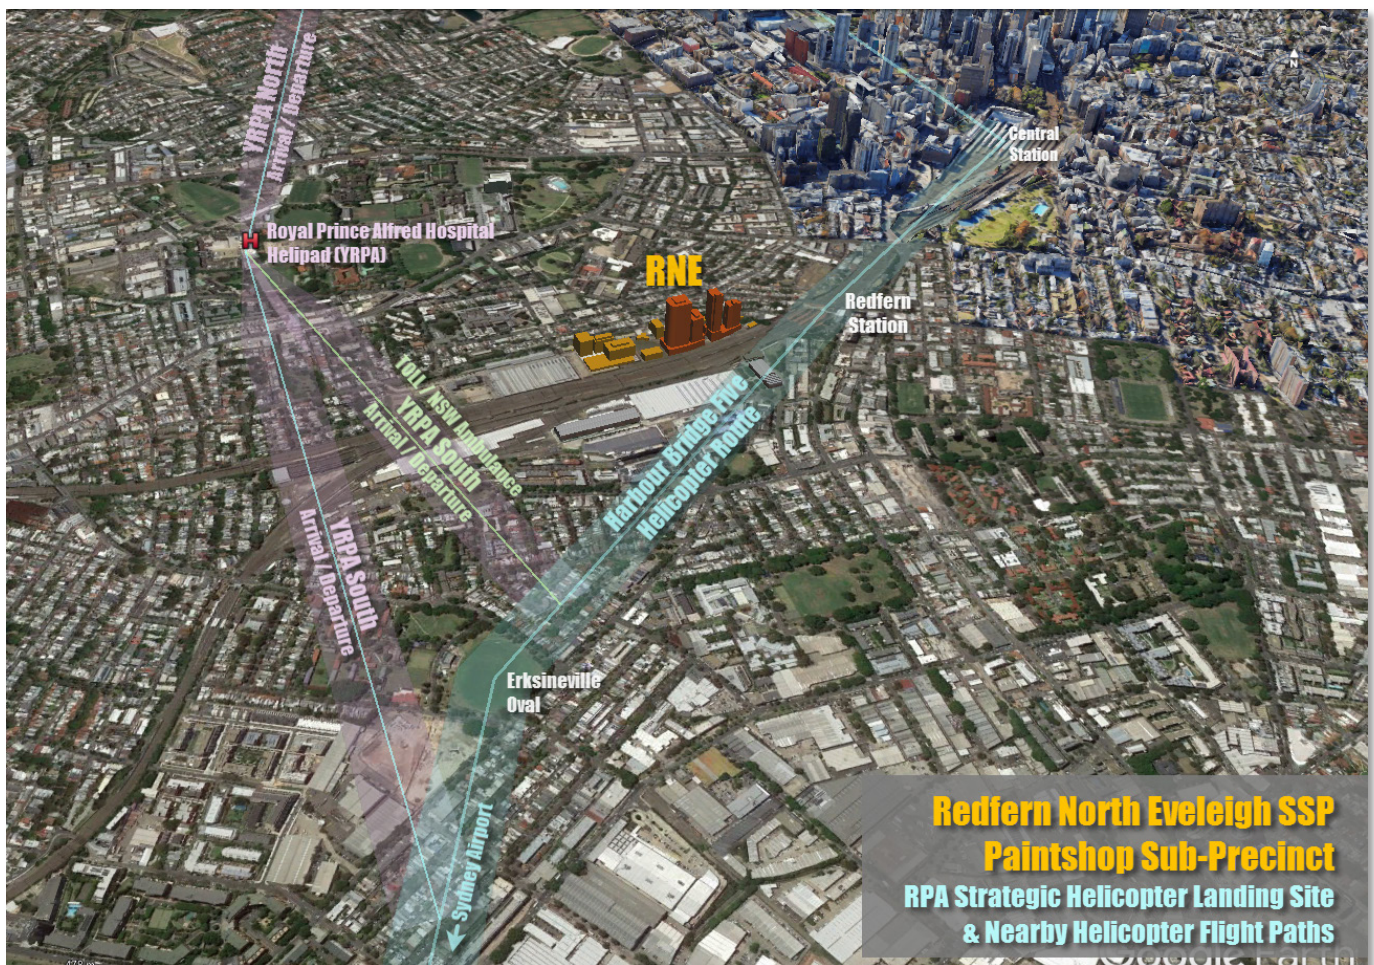 YRPA North
Arrival / Departure
N
Central
Station
H
Royal Prince Alfred Hospital
Helipad (YRPA)
RNE
Redfern
Station
TOLL / NSW Ambulance
YRPA South
Arrival / Departure
Harbour Bridge Five
Helicopter Route
YRPA South
Arrival / Departure
Erksineville
Oval
Sydney Airport
Redfern North Eveleigh SSP
Paintshop Sub-Precinct
RPA Strategic Helicopter Landing Site
& Nearby Helicopter Flight Paths
Google Earth